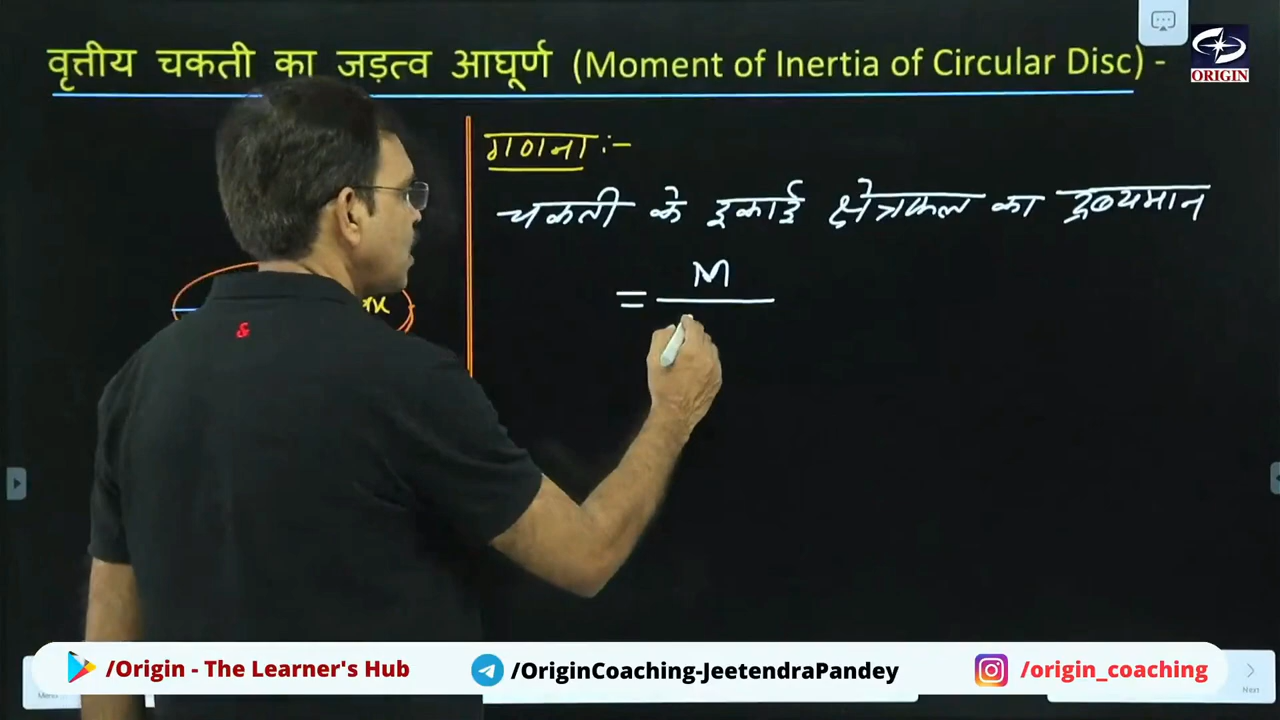 वृत्तीय चकती का जड़त्व आघूर्ण (Moment of Inertia of Circular Disc) -
ORIGIN
गणना :-
चकती के इकाई क्षेत्रफल का द्रव्यमान
= M
/Origin - The Learner's Hub
/OriginCoaching-JeetendraPandey
/origin_coaching
Next